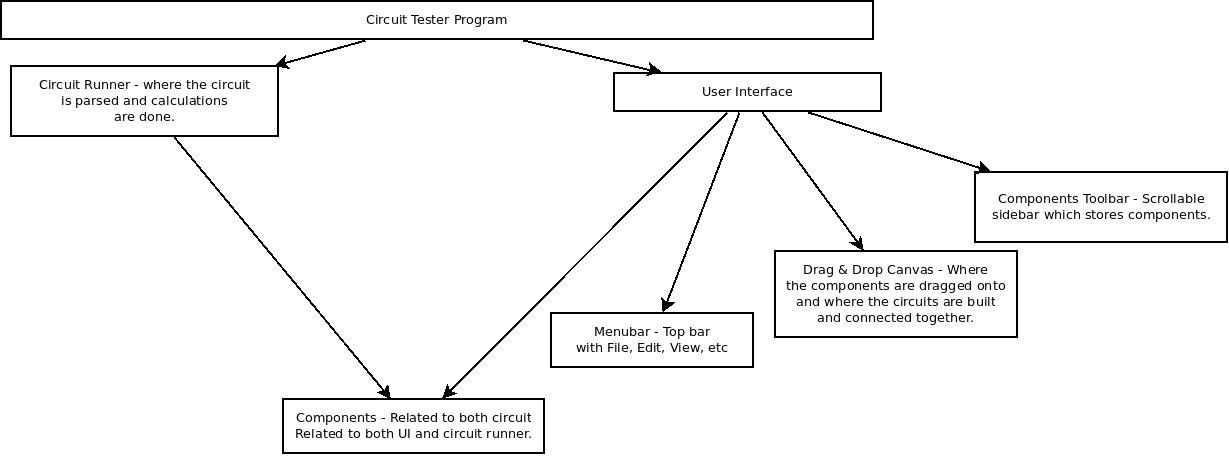 Circuit Tester Program
Circuit Runner - where the circuit
is parsed and calculations
are done.
User Interface
Components Toolbar - Scrollable
sidebar which stores components.
Drag & Drop Canvas - Where
the components are dragged onto
and where the circuits are built
and connected together.
Menubar - Top bar
with File, Edit, View, etc
Components - Related to both circuit
Related to both UI and circuit runner.